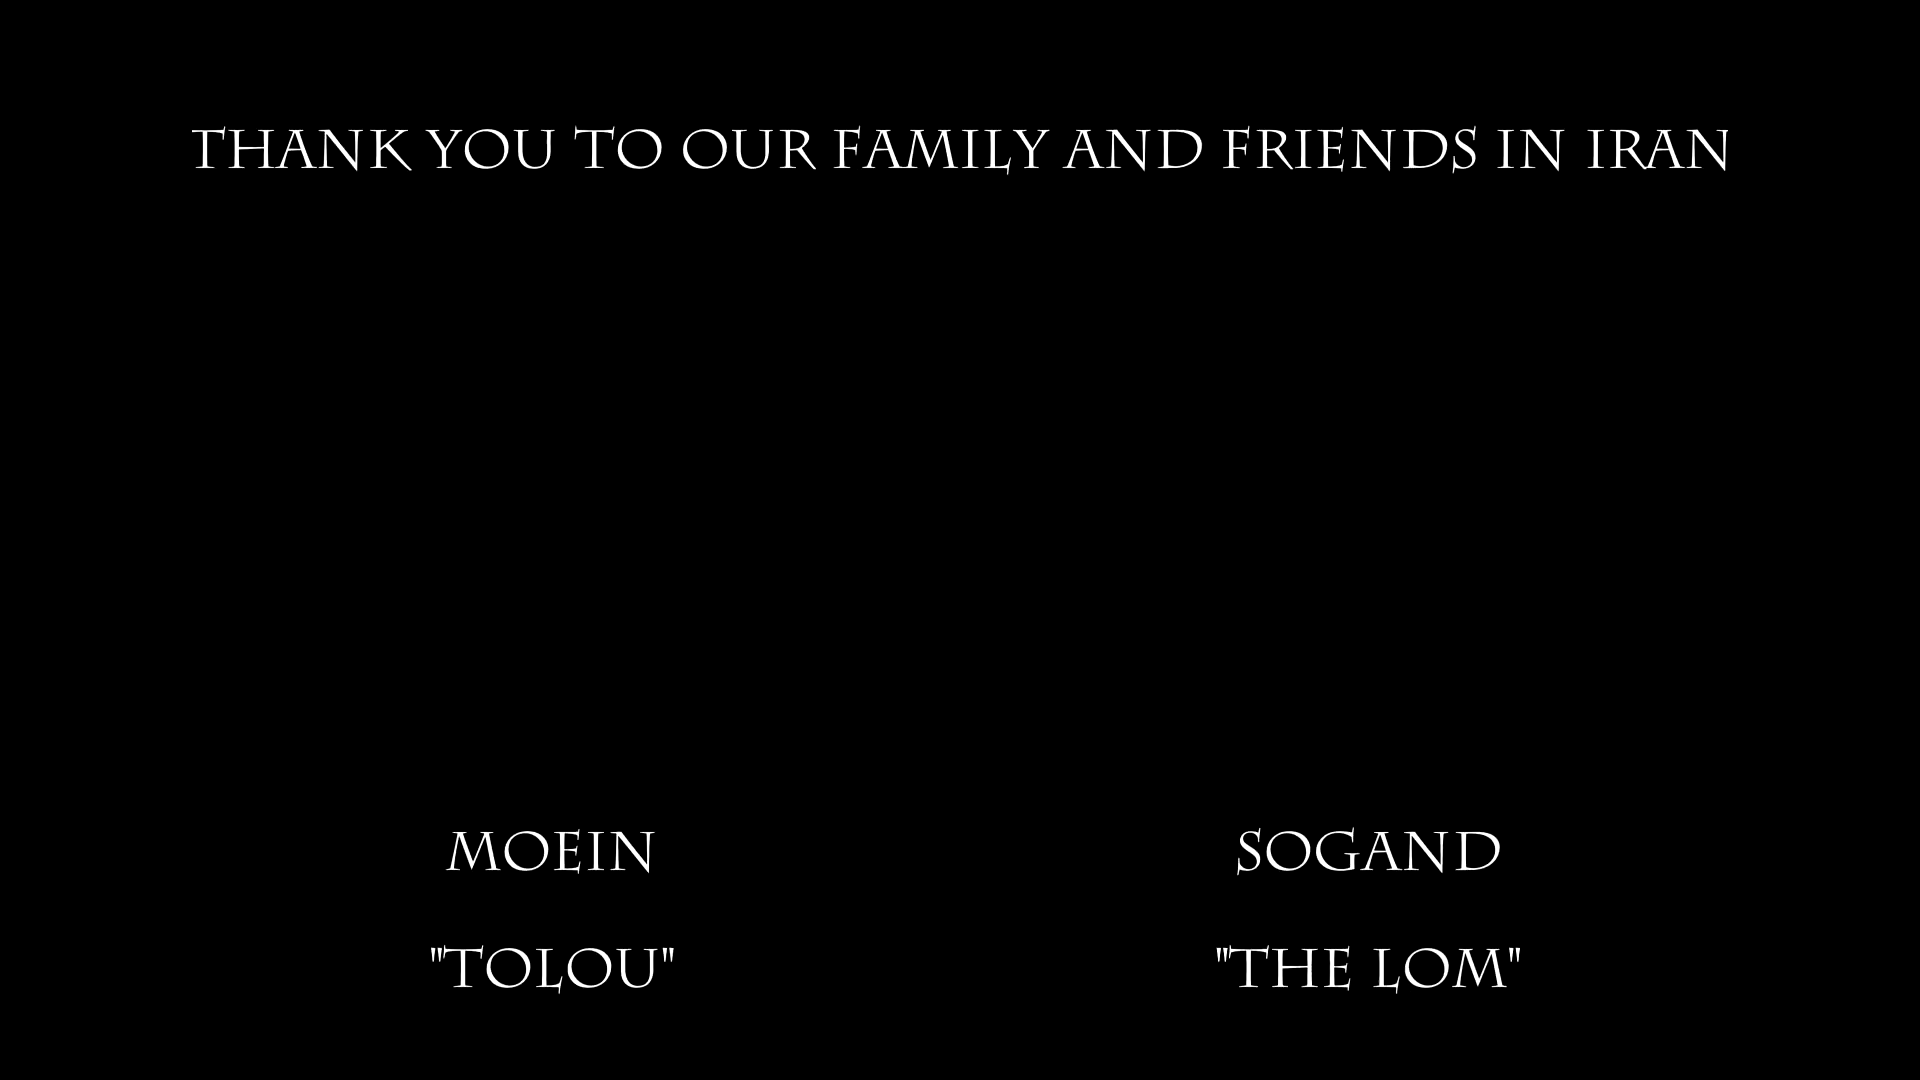 THANK YOU TO OUR FAMILY AND FRIENDS IN IRAN
MOEIN SOGAND
"TOLOU" "THE LOM"